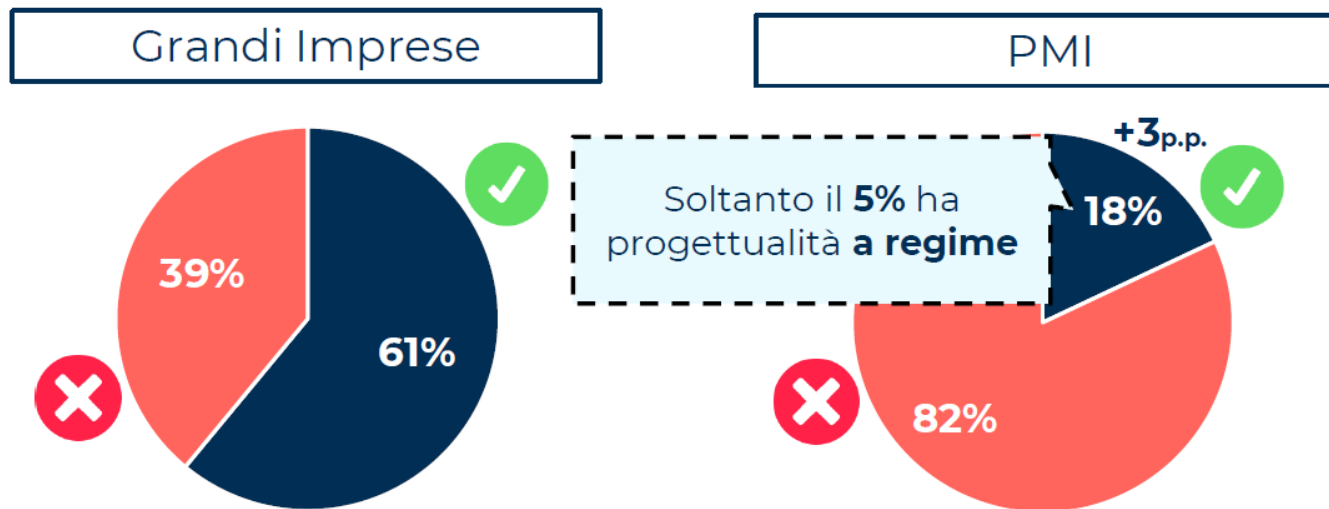 Grandi Imprese
PMI
39%
61%
Soltanto il 5% ha
progettualità a regime
+3p.p.
18%
82%